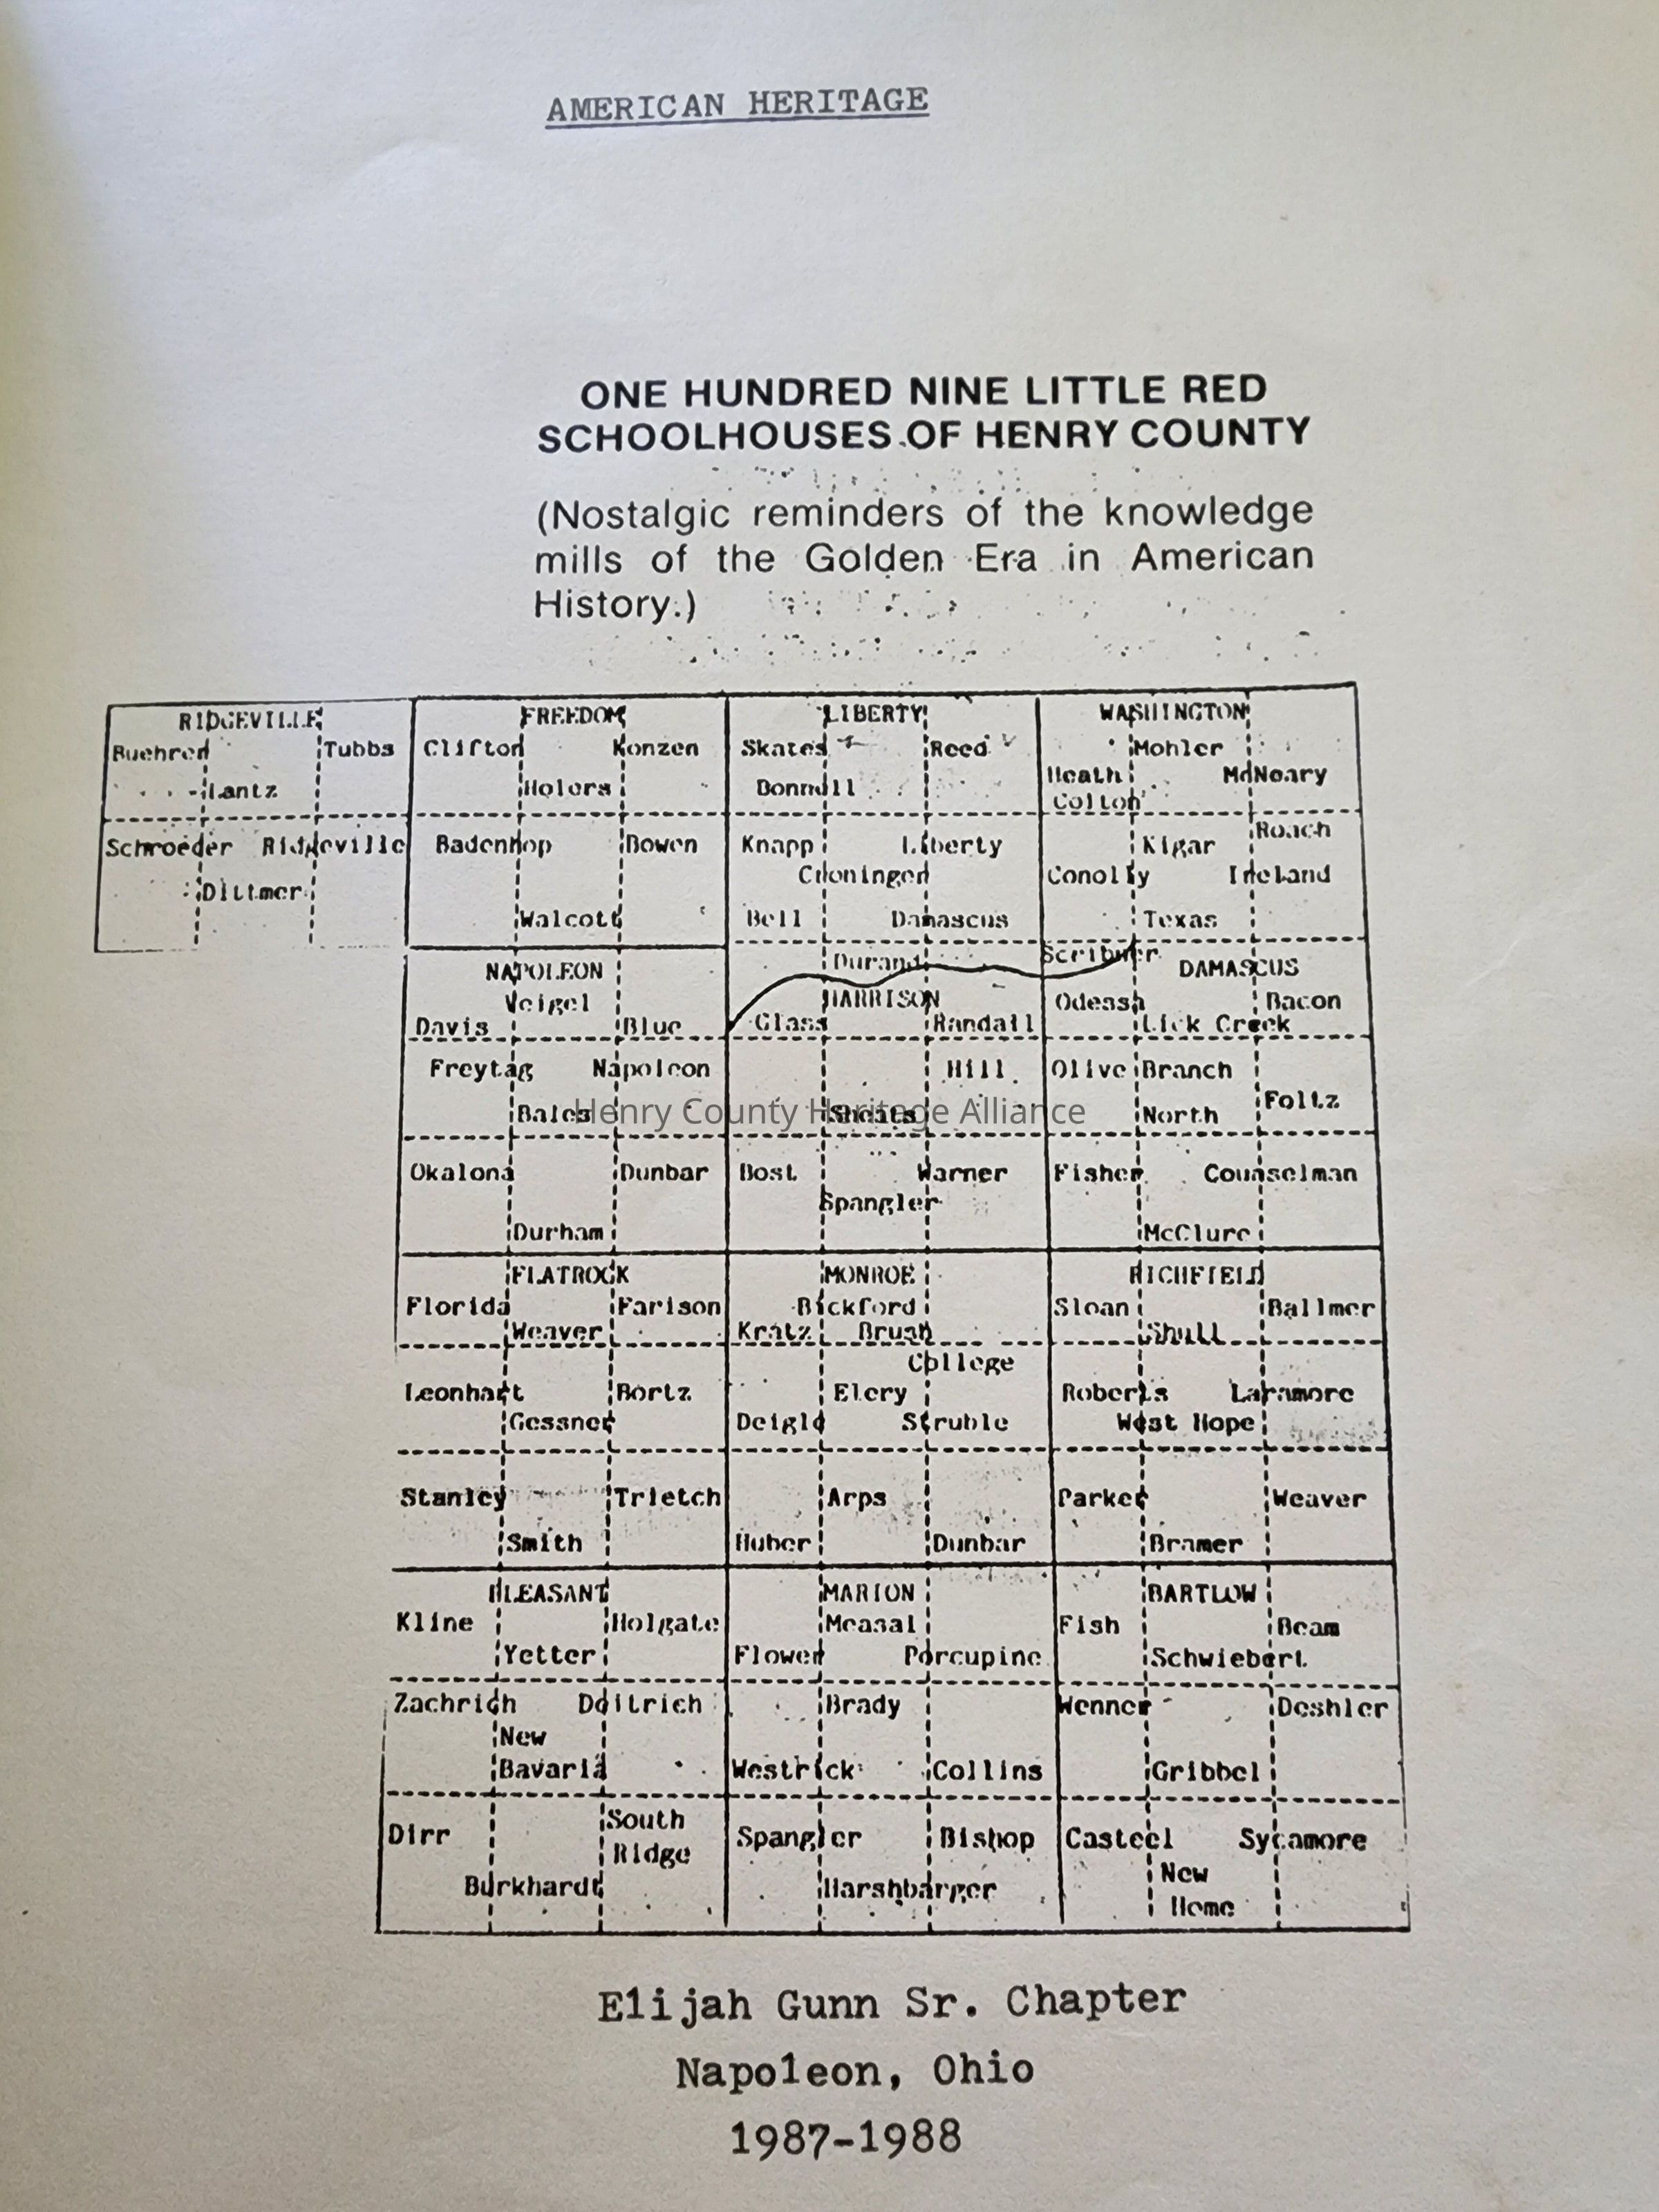 AMERICAN HERITAGE
ONE HUNDRED NINE LITTLE RED
SCHOOLHOUSES OF HENRY COUNTY
(Nostalgic reminders of the knowledge
mills of the Golden Era in American
History.)
RIDGEVILLE FREEDOM LIBERTY WASHINGTON
Tubbs Clifton Konzen Skates Reed Mohler
Heath McNeary
Lantz Bonnell
Colton
Roach
Schroeder Ridgeville Badenhop Bowen Knapp Liberty Kigar
Cloninger Conolly Ireland
Dittmer
Walcott Bell Damascus Texas
Scribner
Durand
NAPOLEON DAMASCUS
Veigel HARRISON Odessa Bacon
Davis Blue Glass Randall Lick Creek
Freytag Napoleon Hill Olive Branch
Foltz
Bales Sheats North
Henry County Heritage Alliance
Okalona Dunbar Bost Warner Fisher Counselman
Spangler
Durham McClure
FLATROCK MONROE RICHFIELD
Florida Farison Bickford Sloan Ballmer
Weaver Kratz Brush Shull
College
Leonhart Bortz Elery Roberts Laramore
Gessner Deigle Struble West Hope
Stanley Trietch Arps Parker Weaver
Smith Huber Dunbar Bramer
PLEASANT MARION BARTLOW
Kline Holgate Measal Fish Beam
Yetter Flower Porcupine Schwiebert
Zachrich Brady Wenner Deshler
New
Bavaria Westrick Collins Gribbel
South
Dirr Spangler Bishop Casteel Sycamore
Ridge
New
Burkhardt Harshbarger
Home
Elijah Gunn Sr. Chapter
Napoleon, Ohio
1987-1988